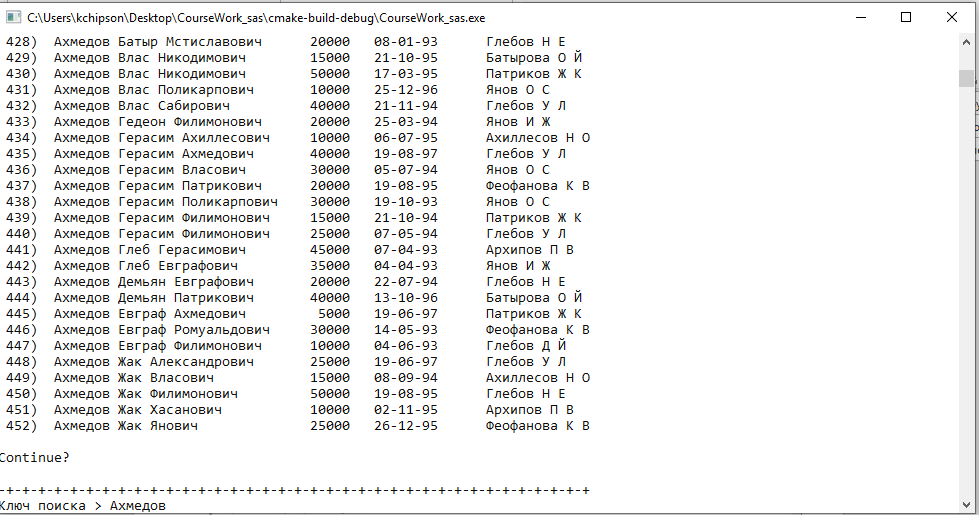 C:\Users\kchipson\Desktop\CourseWork_sas\cmake-build-debug\CourseWork_sas.exe
428) Ахмедов Батыр Мстиславович 20000 08-01-93 Глебов Н Е
429) Ахмедов Влас Никодимович 15000 21-10-95 Батырова О Й
430) Ахмедов Влас Никодимович 50000 17-03-95 Патриков Ж К
431) Ахмедов Влас Поликарпович 10000 25-12-96 Янов О С
432) Ахмедов Влас Сабирович 40000 21-11-94 Глебов У Л
433) Ахмедов Гедеон Филимонович 20000 25-03-94 Янов И Ж
434) Ахмедов Герасим Ахиллесович 10000 06-07-95 Ахиллесов Н О
435) Ахмедов Герасим Ахмедович 40000 19-08-97 Глебов У Л
436) Ахмедов Герасим Власович 30000 05-07-94 Янов О С
437) Ахмедов Герасим Патрикович 20000 19-08-95 Феофанова К В
438) Ахмедов Герасим Поликарпович 30000 19-10-93 Янов О С
439) Ахмедов Герасим Филимонович 15000 21-10-94 Патриков Ж К
440) Ахмедов Герасим Филимонович 25000 07-05-94 Глебов У Л
441) Ахмедов Глеб Герасимович 45000 07-04-93 Архипов П В
442) Ахмедов Глеб Евграфович 35000 04-04-93 Янов И Ж
443) Ахмедов Демьян Евграфович 20000 22-07-94 Глебов Н Е
444) Ахмедов Демьян Патрикович 40000 13-10-96 Батырова О Й
445) Ахмедов Евграф Ахмедович 5000 19-06-97 Патриков Ж К
446) Ахмедов Евграф Ромуальдович 30000 14-05-93 Феофанова К В
447) Ахмедов Евграф Филимонович 10000 04-06-93 Глебов Д Й
448) Ахмедов Жак Александрович 25000 19-06-97 Глебов У Л
449) Ахмедов Жак Власович 15000 08-09-94 Ахиллесов Н О
450) Ахмедов Жак Филимонович 50000 19-08-95 Глебов Н Е
451) Ахмедов Жак Хасанович 10000 02-11-95 Архипов П В
452) Ахмедов Жак Янович 25000 26-12-95 Феофанова К В
Continue?
-+-+-+-+-+-+-+-+-+-+-+-+-+-+-+-+-+-+-+-+-+-+-+-+-+-+-+-+-+-+-+-+-+-+-+-+-+
Ключ поиска > Ахмедов